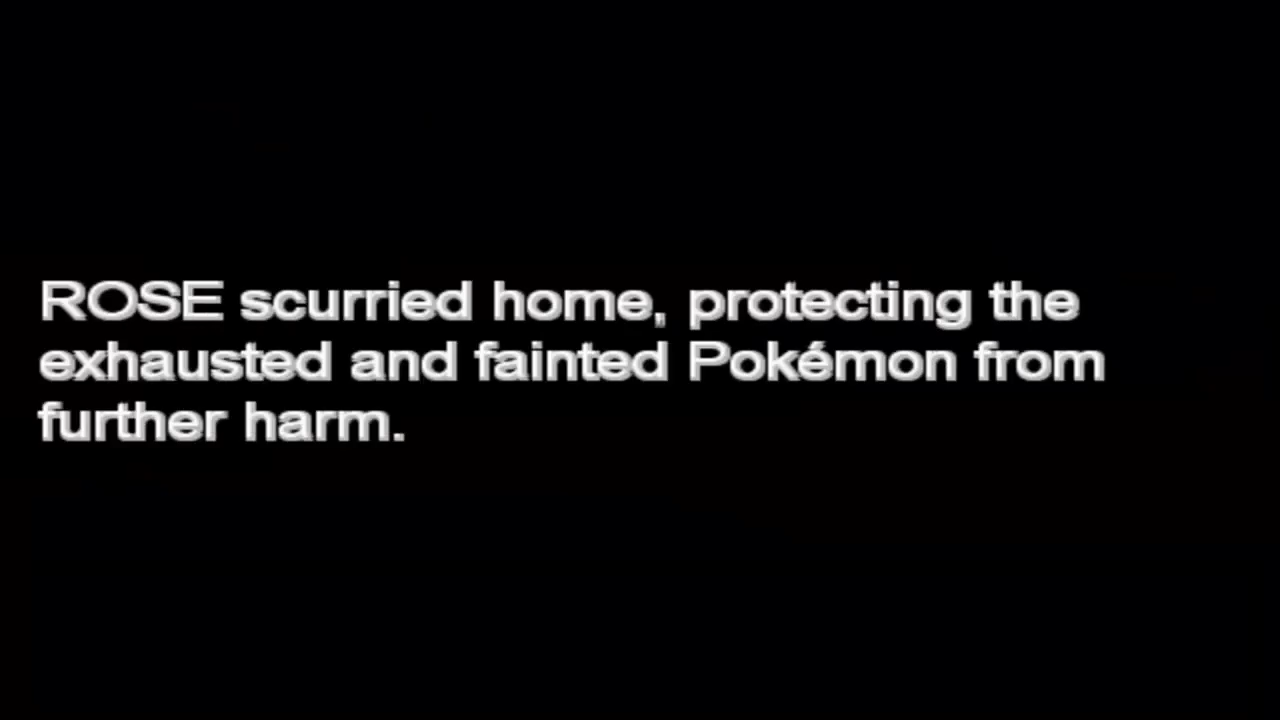 ROSE scurried home, protecting the
exhausted and fainted Pokémon from
further harm.